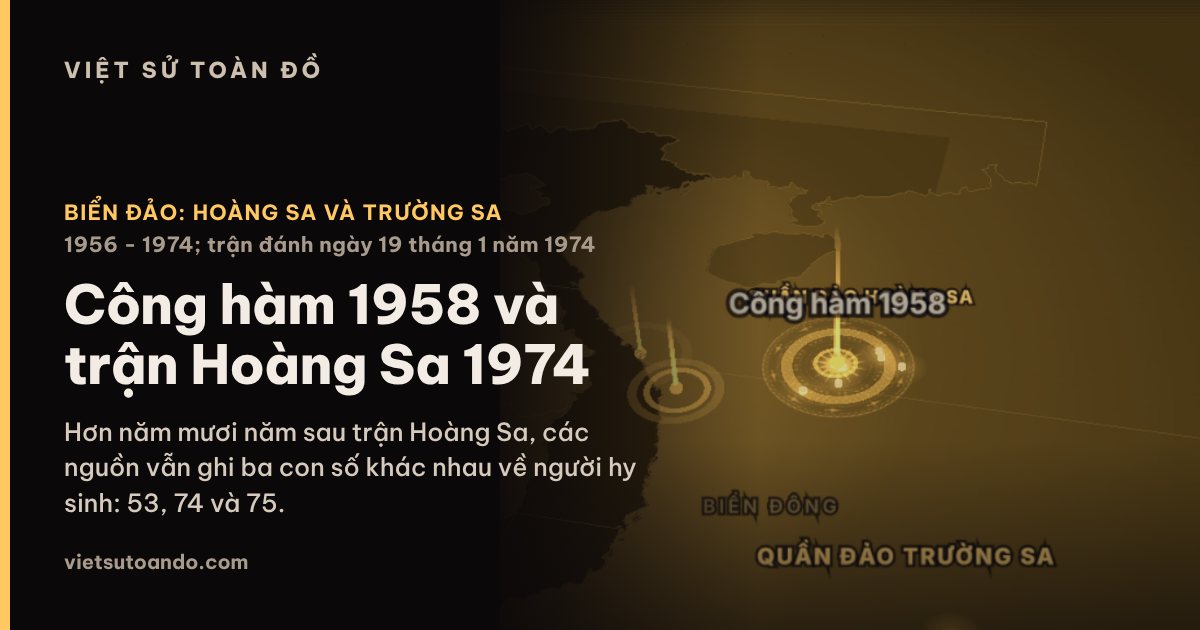 VIỆT SỬ TOÀN ĐỒ
BIỂN ĐẢO: HOÀNG SA VÀ TRƯỜNG SA
1956 - 1974; trận đánh ngày 19 tháng 1 năm 1974
Công hàm 1958 và
trận Hoàng Sa 1974
Hơn năm mươi năm sau trận Hoàng Sa, các
nguồn vẫn ghi ba con số khác nhau về người hy
sinh: 53, 74 và 75.
vietsutoando.com
SA
Công hàm 1958
BIỂN ĐÔNG
QUẦN ĐẢO TRƯỜNG SA